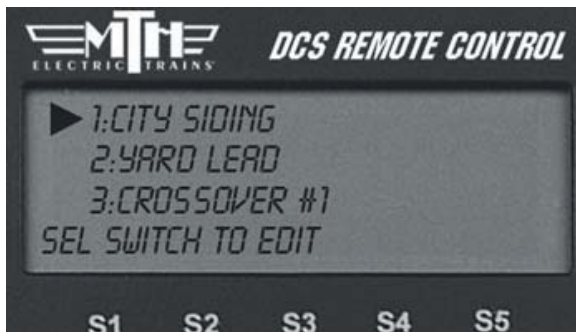 MTH
ELECTRIC TRAINS
DCS REMOTE CONTROL
1:CITY SIDING
2:YARD LEAD
3:CROSSOVER #1
SEL SWITCH TO EDIT
S1 S2 S3 S4 S5